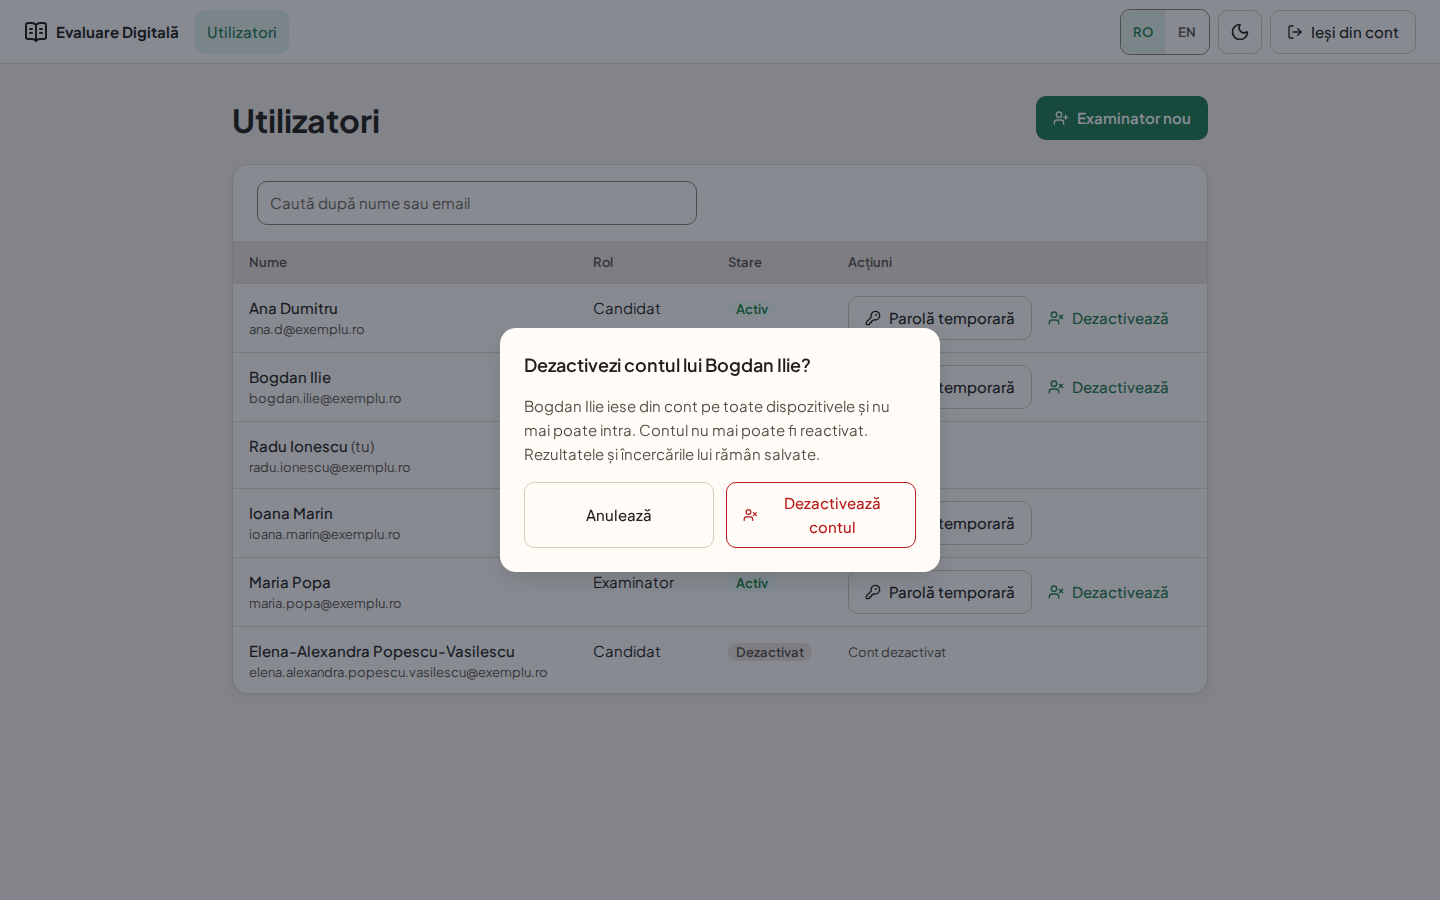 Evaluare Digitală
Utilizatori
RO
EN
Ieși din cont
Utilizatori
Examinator nou
Caută după nume sau email
Nume
Rol
Stare
Acțiuni
Ana Dumitru
ana.d@exemplu.ro
Candidat
Activ
Parolă temporară
Dezactivează
Bogdan Ilie
bogdan.ilie@exemplu.ro
temporară
Dezactivează
Radu Ionescu (tu)
radu.ionescu@exemplu.ro
Ioana Marin
ioana.marin@exemplu.ro
temporară
Dezactivezi contul lui Bogdan Ilie?
Bogdan Ilie iese din cont pe toate dispozitivele și nu
mai poate intra. Contul nu mai poate fi reactivat.
Rezultatele și încercările lui rămân salvate.
Anulează
Dezactivează
contul
Maria Popa
maria.popa@exemplu.ro
Examinator
Activ
Parolă temporară
Dezactivează
Elena-Alexandra Popescu-Vasilescu
elena.alexandra.popescu.vasilescu@exemplu.ro
Candidat
Dezactivat
Cont dezactivat